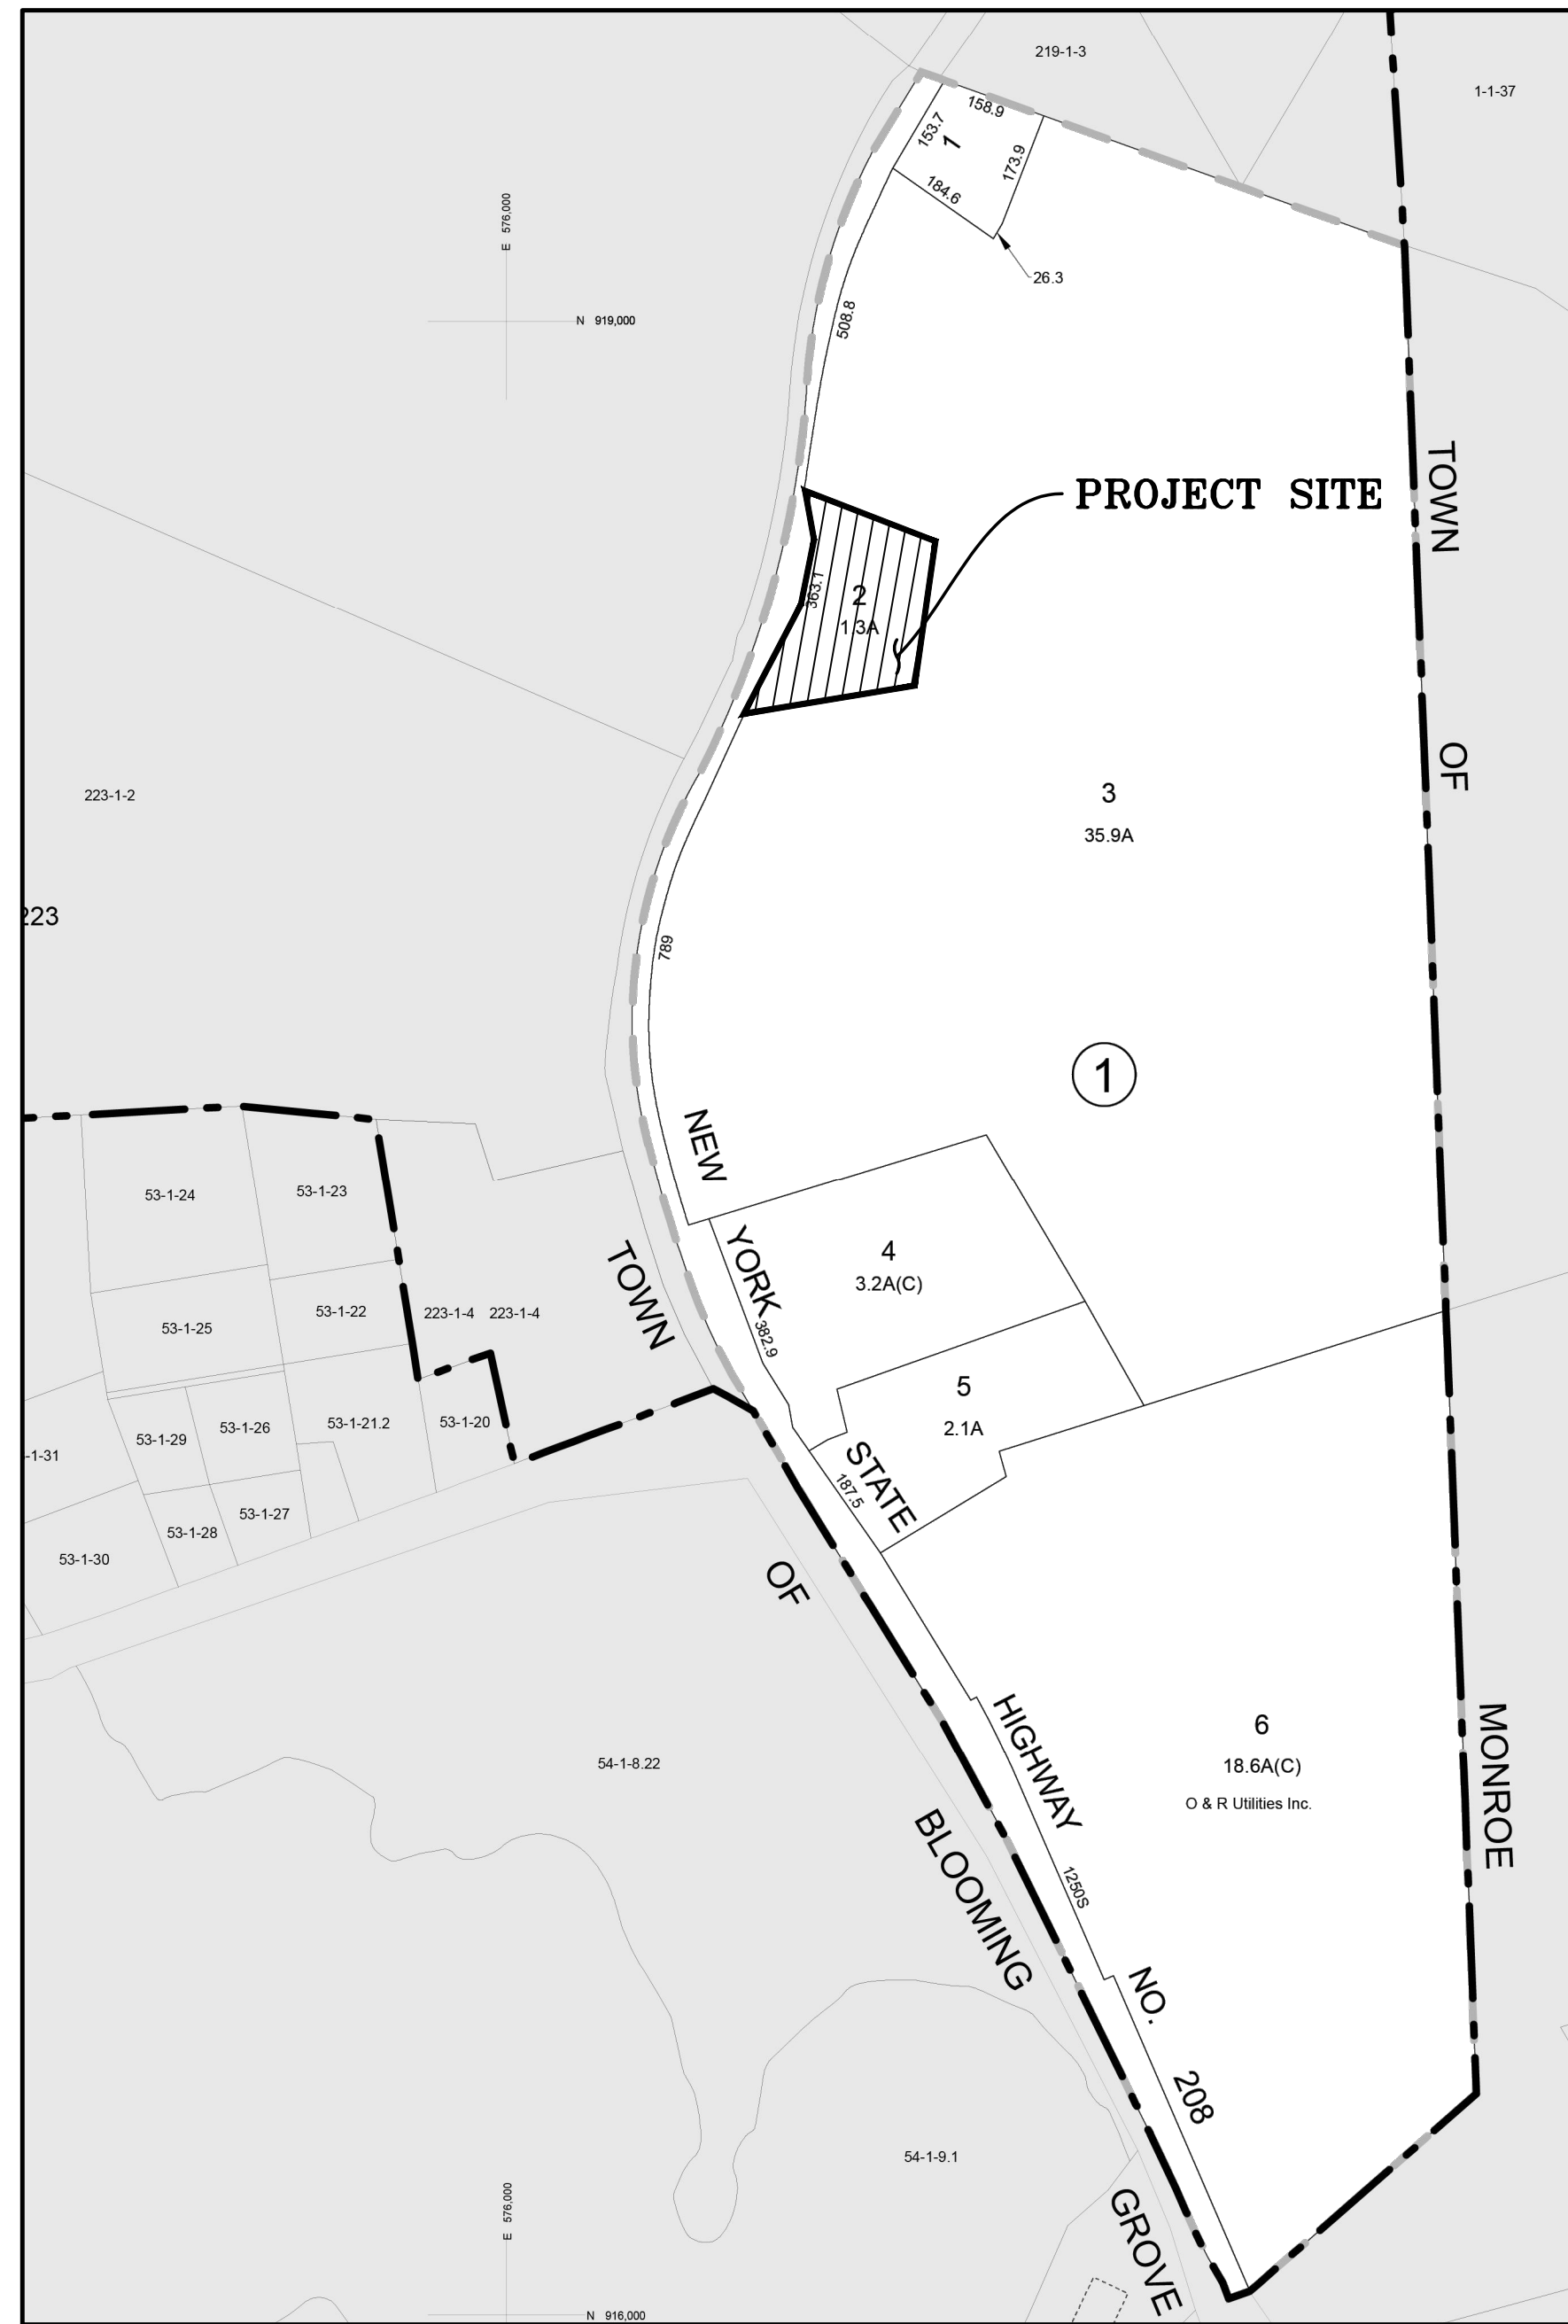 219-1-3
1-1-37
158.9
153.7
1
173.9
184.6
26.3
E 576,000
N 919,000
508.8
PROJECT SITE
TOWN
OF
MONROE
363.1
2
1.3A
223-1-2
3
35.9A
223
789
1
NEW
YORK
STATE
HIGHWAY
NO.
208
53-1-24
53-1-23
TOWN
OF
BLOOMING
GROVE
4
3.2A(C)
53-1-25
53-1-22
223-1-4
223-1-4
382.9
5
2.1A
53-1-29
53-1-26
53-1-21.2
53-1-20
-1-31
187.5
53-1-28
53-1-27
53-1-30
6
18.6A(C)
O & R Utilities Inc.
54-1-8.22
1250S
54-1-9.1
E 576,000
N 916,000